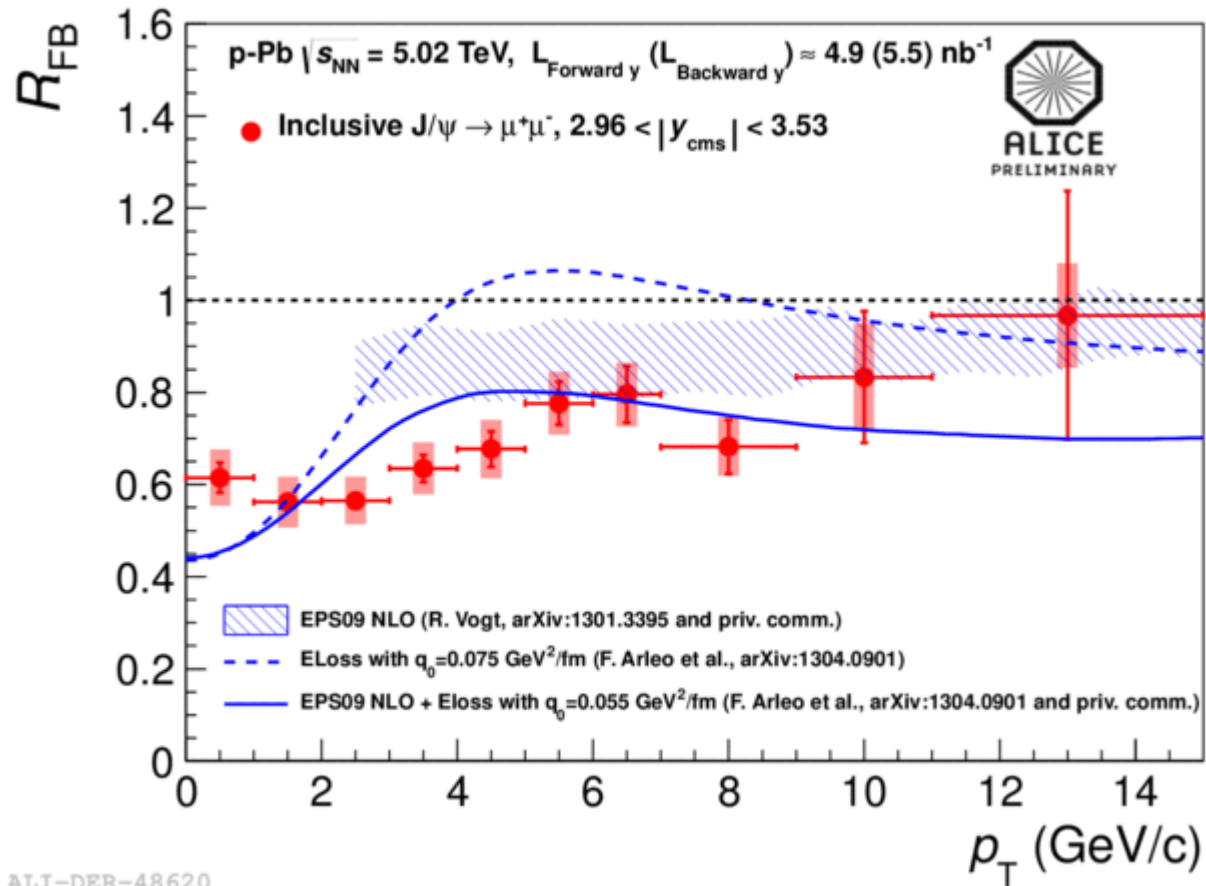 R_FB
1.6
1.4
1.2
1
0.8
0.6
0.4
0.2
0
p-Pb √s_NN = 5.02 TeV, L_Forward y (L_Backward y) ≈ 4.9 (5.5) nb⁻¹
Inclusive J/ψ → μ⁺μ⁻, 2.96 < |y_cms| < 3.53
ALICE
PRELIMINARY
EPS09 NLO (R. Vogt, arXiv:1301.3395 and priv. comm.)
ELoss with q₀=0.075 GeV²/fm (F. Arleo et al., arXiv:1304.0901)
EPS09 NLO + Eloss with q₀=0.055 GeV²/fm (F. Arleo et al., arXiv:1304.0901 and priv. comm.)
0 2 4 6 8 10 12 14
p_T (GeV/c)
ALI-DER-48620